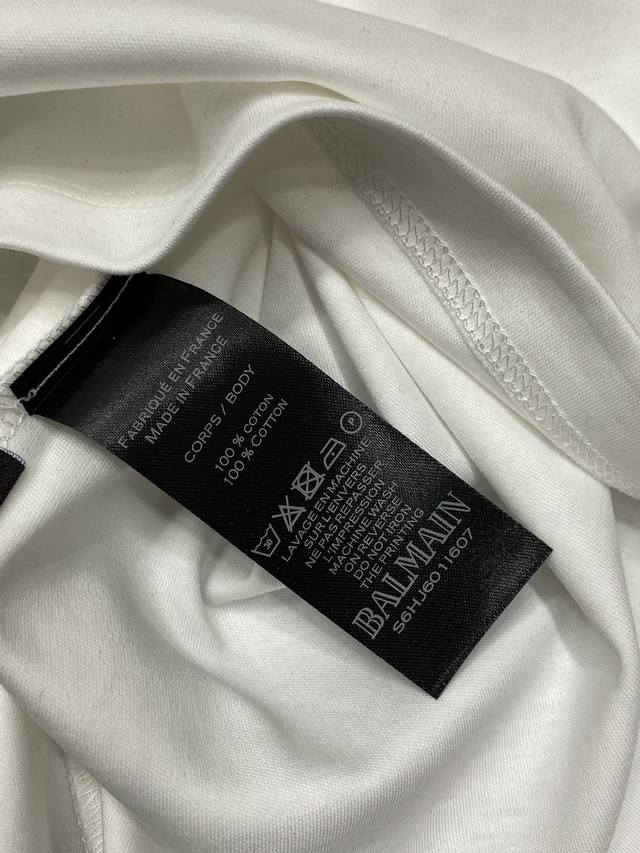 FABRIQUÉ EN FRANCE
MADE IN FRANCE
CORPS / BODY
100 % COTON
100 % COTTON
30
P
LAVAGE EN MACHINE
SUR L'ENVERS
NE PAS REPASSER
L'IMPRESSION
MACHINE WASH
ON REVERSE
DO NOT IRON
THE PRINTING
BALMAIN
S6HJ6011607